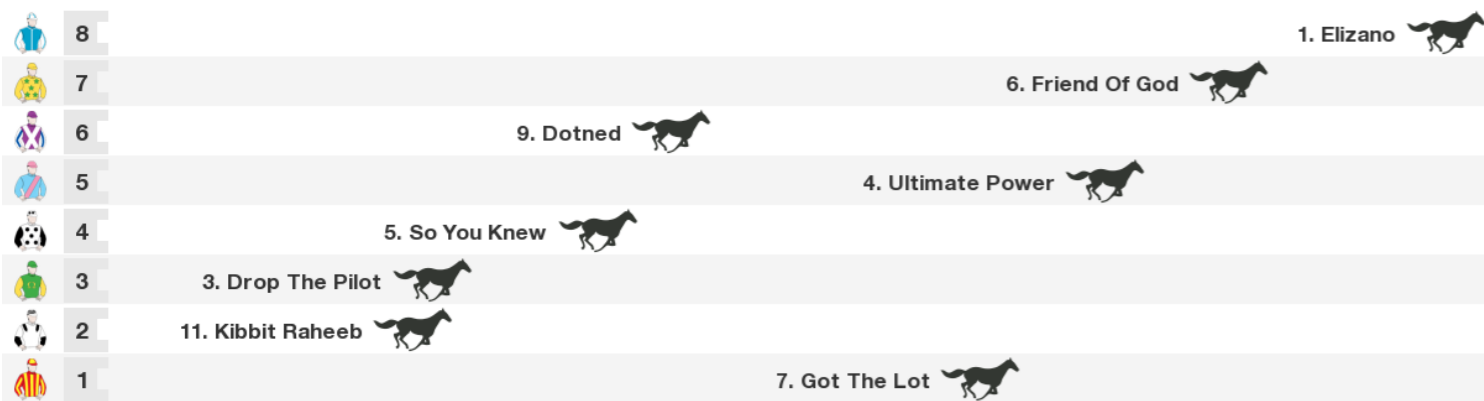 8 1. Elizano
7 6. Friend Of God
6 9. Dotned
5 4. Ultimate Power
4 5. So You Knew
3 3. Drop The Pilot
2 11. Kibbit Raheeb
1 7. Got The Lot